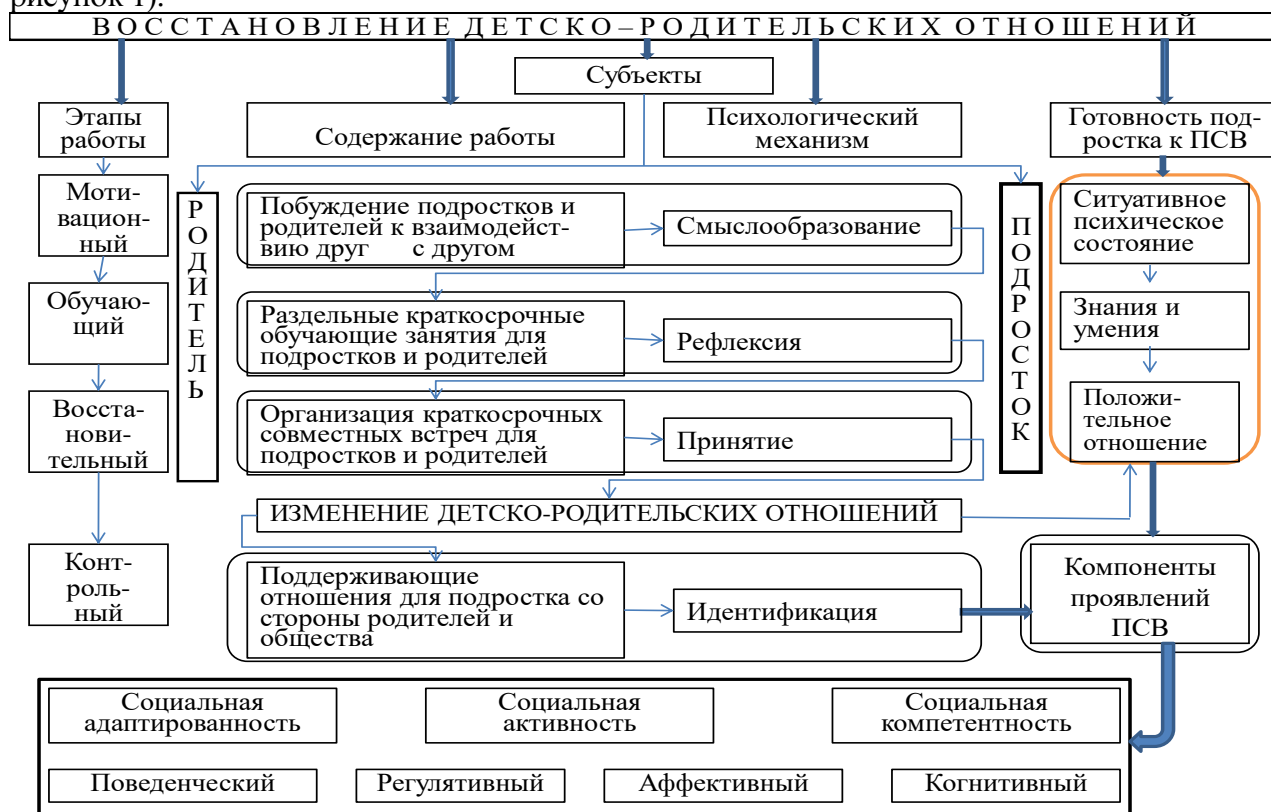 рисунок 1).
ВОССТАНОВЛЕНИЕ ДЕТСКО–РОДИТЕЛЬСКИХ ОТНОШЕНИЙ
Субъекты
Этапы
работы
Содержание работы
Психологический
механизм
Готовность под-
ростка к ПСВ
Моти-
вацион-
ный
РОДИТЕЛЬ
Побуждение подростков и
родителей к взаимодейст-
вию друг с другом
Смыслообразование
ПОДРОСТОК
Ситуативное
психическое
состояние
Обучаю-
щий
Раздельные краткосрочные
обучающие занятия для
подростков и родителей
Рефлексия
Знания и
умения
Восста-
нови-
тельный
Организация краткосрочных
совместных встреч для
подростков и родителей
Принятие
Положи-
тельное
отношение
ИЗМЕНЕНИЕ ДЕТСКО-РОДИТЕЛЬСКИХ ОТНОШЕНИЙ
Конт-
роль-
ный
Поддерживающие
отношения для подростка со
стороны родителей и
общества
Идентификация
Компоненты
проявлений
ПСВ
Социальная
адаптированность
Социальная
активность
Социальная
компетентность
Поведенческий
Регулятивный
Аффективный
Когнитивный